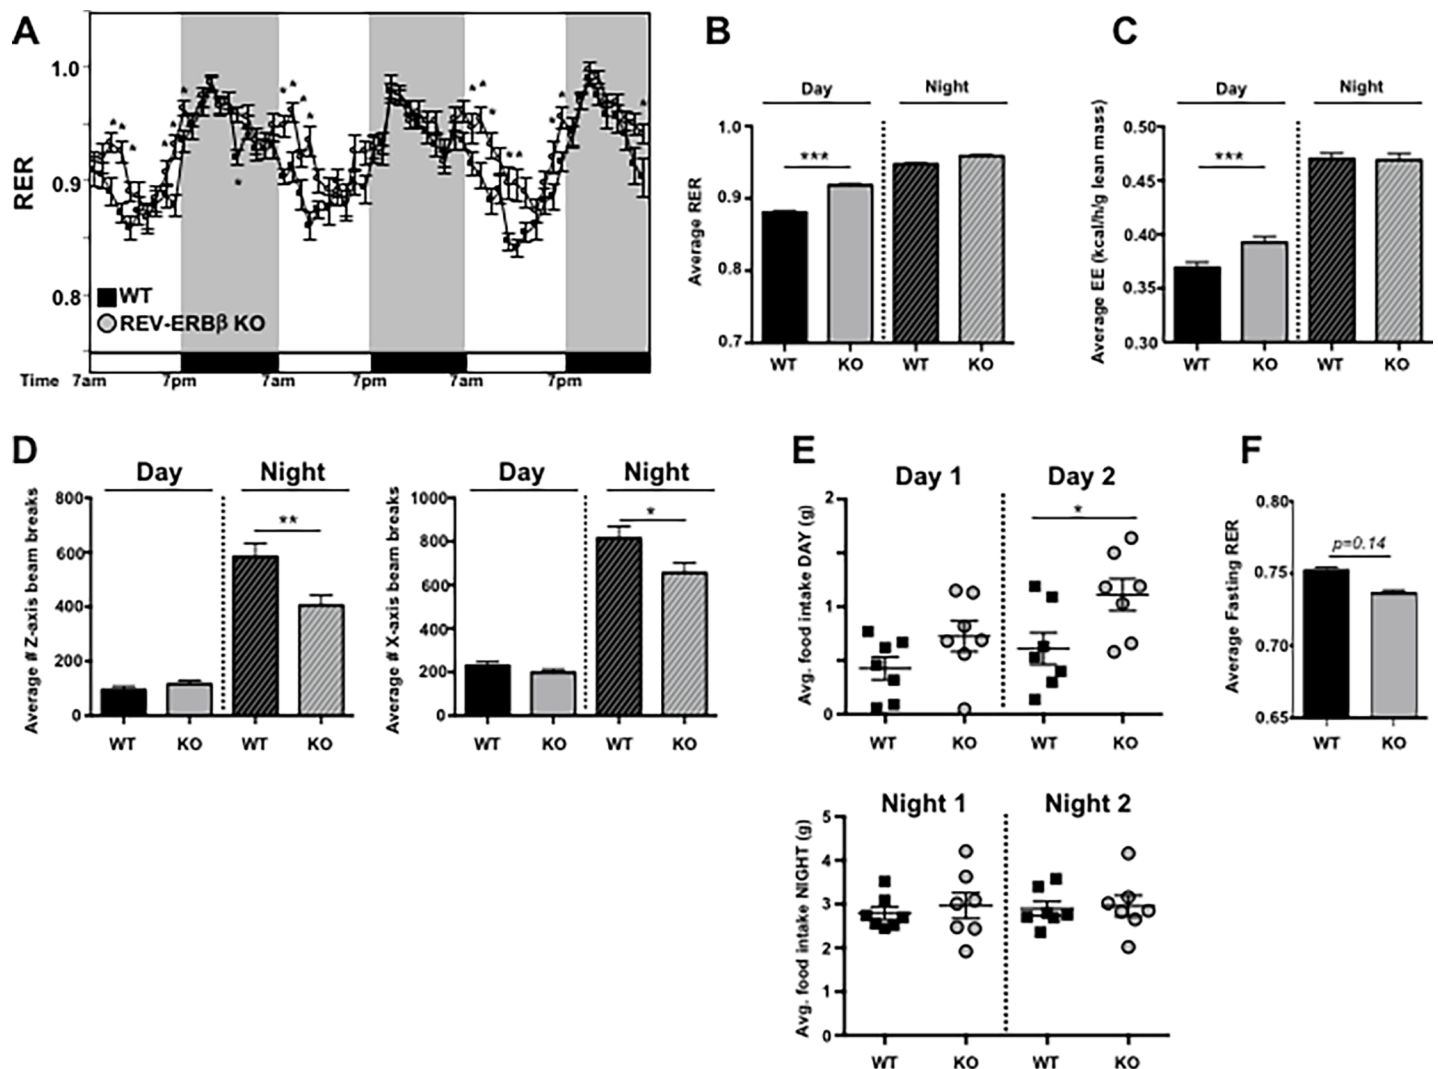 A
RER
1.0
0.9
0.8
WT
REV-ERBβ KO
Time 7am 7pm 7am 7pm 7am 7pm
B
Day Night
Average RER
1.0
0.9
0.8
0.7
***
WT KO WT KO
C
Day Night
Average EE (kcal/h/g lean mass)
0.50
0.45
0.40
0.35
0.30
***
WT KO WT KO
D
Day Night
Average # Z-axis beam breaks
800
600
400
200
0
**
WT KO WT KO
Day Night
Average # X-axis beam breaks
1000
800
600
400
200
0
*
WT KO WT KO
E
Day 1 Day 2
Avg. food intake DAY (g)
2
1
0
*
WT KO WT KO
Night 1 Night 2
Avg. food intake NIGHT (g)
5
4
3
2
1
0
WT KO WT KO
F
Average Fasting RER
0.80
0.75
0.70
0.65
p=0.14
WT KO